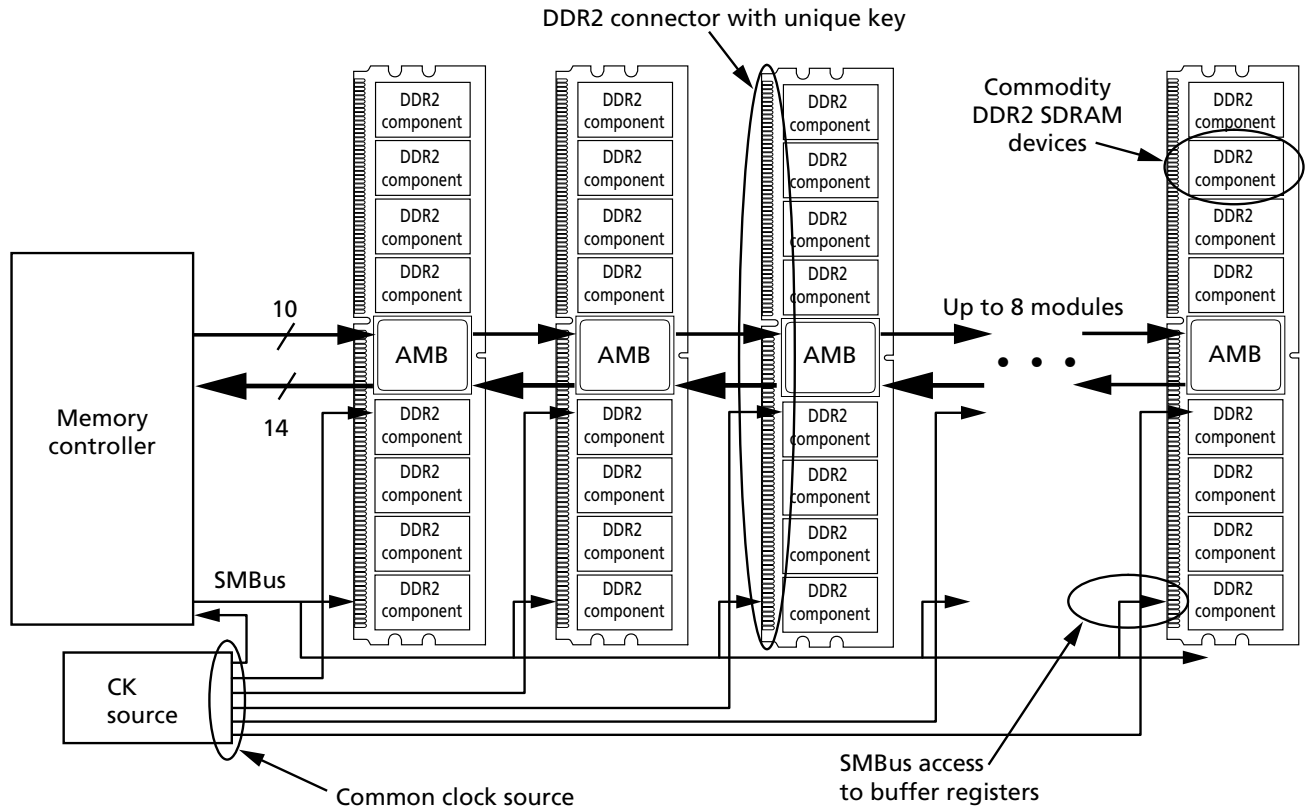 DDR2 connector with unique key
Commodity
DDR2 SDRAM
devices
DDR2
component
DDR2
component
DDR2
component
DDR2
component
AMB
DDR2
component
DDR2
component
DDR2
component
DDR2
component
DDR2
component
DDR2
component
DDR2
component
DDR2
component
AMB
DDR2
component
DDR2
component
DDR2
component
DDR2
component
DDR2
component
DDR2
component
DDR2
component
DDR2
component
AMB
DDR2
component
DDR2
component
DDR2
component
DDR2
component
DDR2
component
DDR2
component
DDR2
component
DDR2
component
AMB
DDR2
component
DDR2
component
DDR2
component
DDR2
component
10
14
Up to 8 modules
• • •
Memory
controller
SMBus
CK
source
Common clock source
SMBus access
to buffer registers